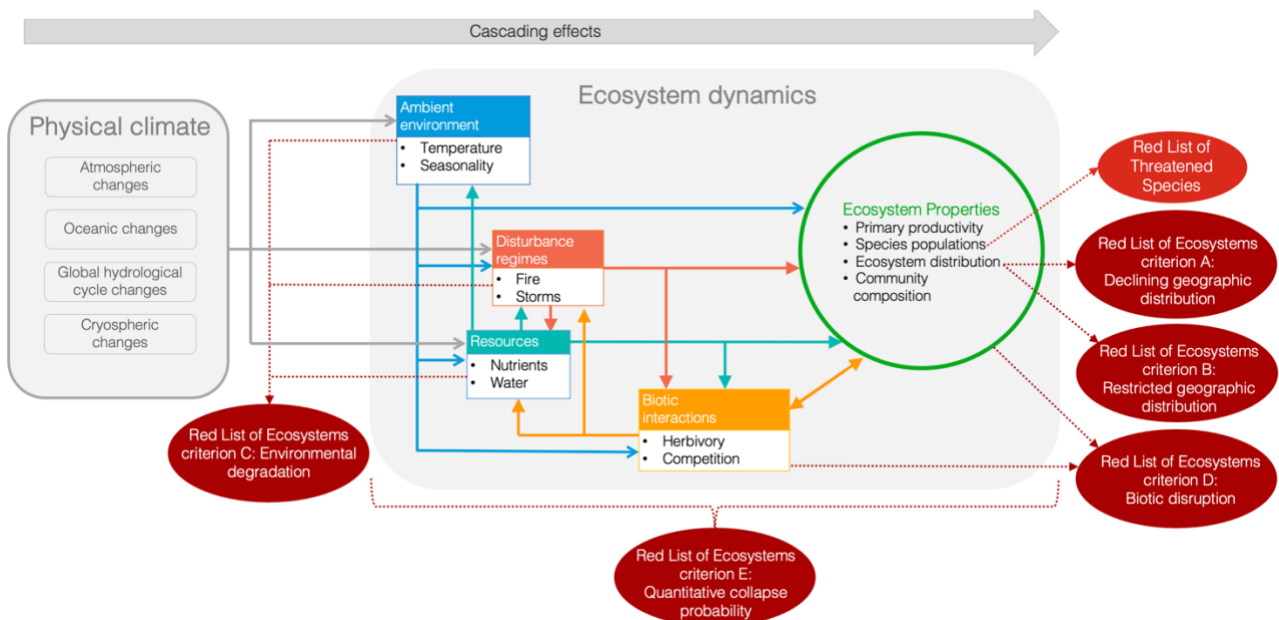 Cascading effects
Physical climate
Atmospheric
changes
Oceanic changes
Global hydrological
cycle changes
Cryospheric
changes
Ecosystem dynamics
Ambient
environment
• Temperature
• Seasonality
Disturbance
regimes
• Fire
• Storms
Resources
• Nutrients
• Water
Biotic
interactions
• Herbivory
• Competition
Ecosystem Properties
• Primary productivity
• Species populations
• Ecosystem distribution
• Community
composition
Red List of
Threatened
Species
Red List of Ecosystems
criterion A:
Declining geographic
distribution
Red List of Ecosystems
criterion B:
Restricted geographic
distribution
Red List of Ecosystems
criterion D:
Biotic disruption
Red List of Ecosystems
criterion C: Environmental
degradation
Red List of Ecosystems
criterion E:
Quantitative collapse
probability